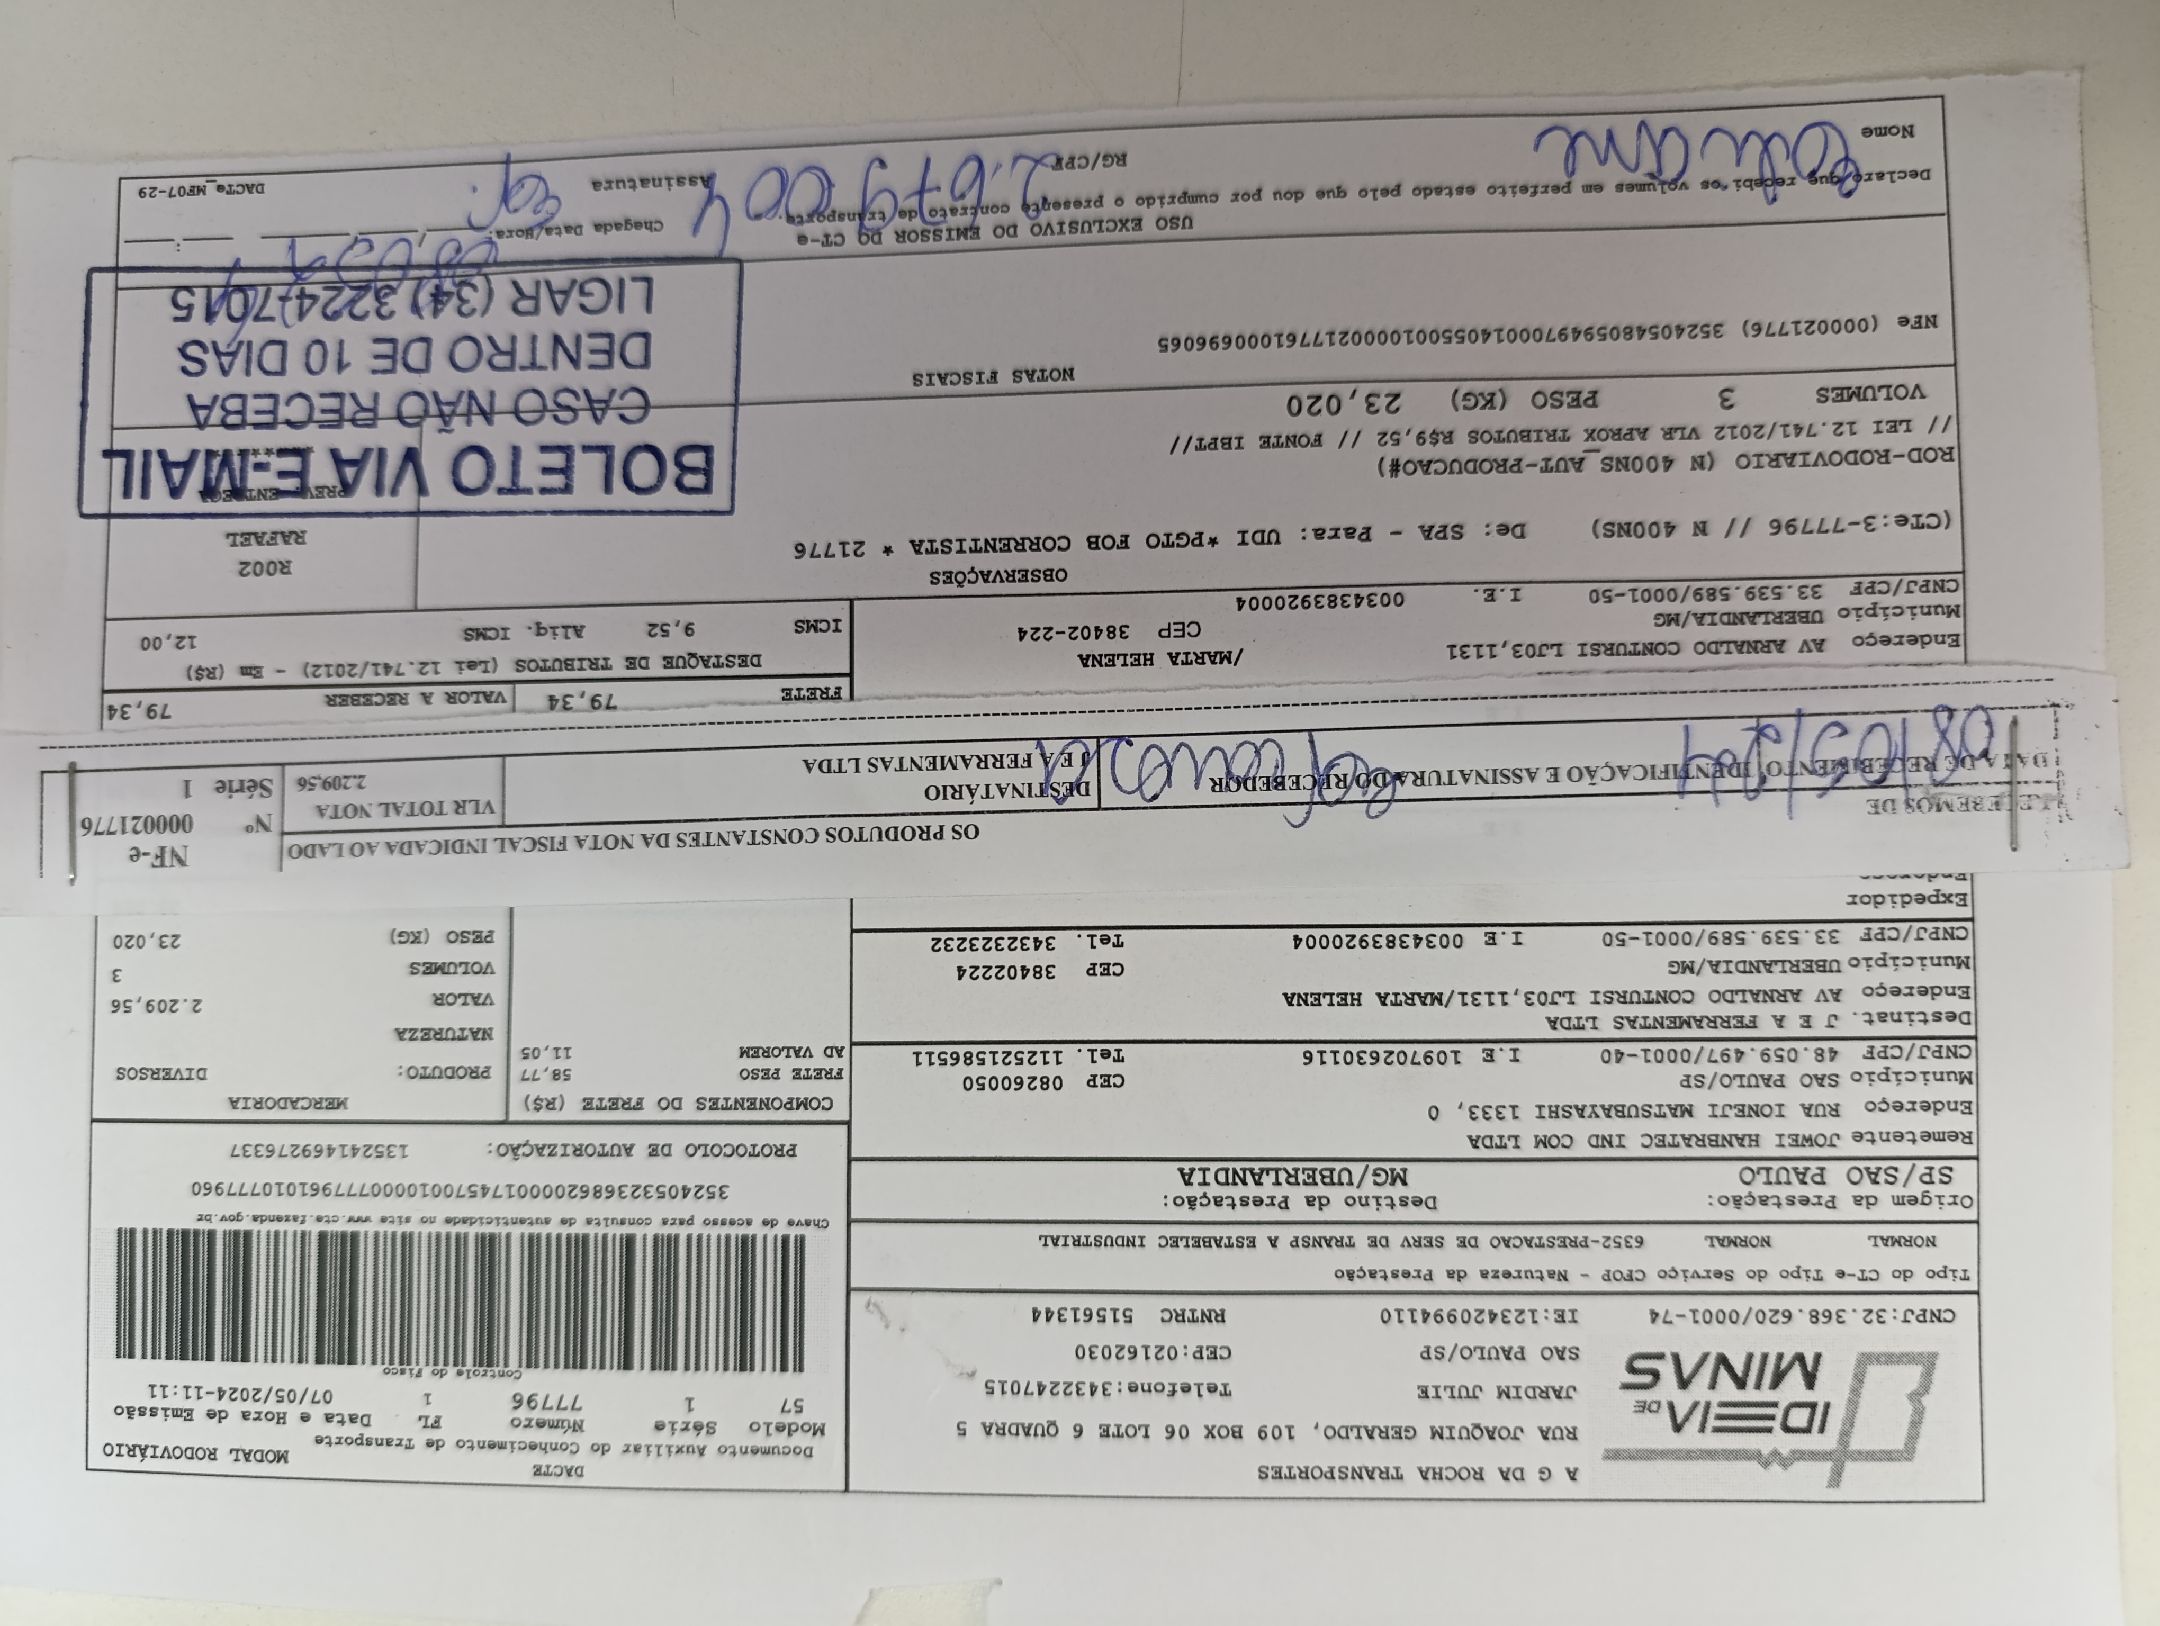 IDEIA DE MINAS
A G DA ROCHA TRANSPORTES
RUA JOAQUIM GERALDO, 109 BOX 06 LOTE 6 QUADRA 5
JARDIM JULIE Telefone:3432247015
SAO PAULO/SP CEP:02162030
CNPJ:32.368.620/0001-74 IE:123420994110 RNTRC 51561344
DACTE
Documento Auxiliar do Conhecimento de Transporte MODAL RODOVIÁRIO
Modelo Série Número FL Data e Hora de Emissão
57 1 77796 1 07/05/2024-11:11
Controle do Fisco
Chave de acesso para consulta de autenticidade no site www.cte.fazenda.gov.br
35240532368620000174570010000777961010777960
PROTOCOLO DE AUTORIZAÇÃO: 135241469276337
Tipo do CT-e Tipo do Serviço CFOP - Natureza da Prestação
NORMAL NORMAL 6352-PRESTACAO DE SERV DE TRANSP A ESTABELEC INDUSTRIAL
Origem da Prestação: Destino da Prestação:
SP/SAO PAULO MG/UBERLANDIA
Remetente JOWEI HANBRATEC IND COM LTDA
Endereço RUA IONEJI MATSUBAYASHI 1333, 0
Município SAO PAULO/SP CEP 08260050
CNPJ/CPF 48.059.497/0001-40 I.E 109702630116 Tel. 11252158651​1
Destinat. J E A FERRAMENTAS LTDA
Endereço AV ARNALDO CONTURSI LJ03,1131/MARTA HELENA
Município UBERLANDIA/MG CEP 38402224
CNPJ/CPF 33.539.589/0001-50 I.E 0034383920004 Tel. 3432323232
Expedidor
Endereço
COMPONENTES DO FRETE (R$) MERCADORIA
FRETE PESO 58,77 PRODUTO: DIVERSOS
AD VALOREM 11,05
NATUREZA
VALOR 2.209,56
VOLUMES 3
PESO (KG) 23,020
RECEBEMOS DE OS PRODUTOS CONSTANTES DA NOTA FISCAL INDICADA AO LADO
NF-e
Nº 000021776
Série 1
DATA DE RECEBIMENTO IDENTIFICAÇÃO E ASSINATURA DO RECEBEDOR
08/05/24
DESTINATÁRIO
J E A FERRAMENTAS LTDA
VLR TOTAL NOTA
2.209,56
FRETE 79,34 VALOR A RECEBER 79,34
DESTAQUE DE TRIBUTOS (Lei 12.741/2012) - Em (R$)
ICMS 9,52 Aliq. ICMS 12,00
Endereço AV ARNALDO CONTURSI LJ03,1131 /MARTA HELENA
Município UBERLANDIA/MG CEP 38402-224
CNPJ/CPF 33.539.589/0001-50 I.E. 0034383920004
OBSERVAÇÕES
(CTe:3-77796 // N 400NS) De: SPA - Para: UDI *PGTO FOB CORRENTISTA * 21776
ROD-RODOVIARIO (N 400NS_AUT-PRODUCAO#)
// LEI 12.741/2012 VLR APROX TRIBUTOS R$9,52 // FONTE IBPT//
R002
RAFAEL
PREV. ENTREGA
VOLUMES 3 PESO (KG) 23,020
NOTAS FISCAIS
NFe (000021776) 35240548059497000140550010000217761000696065
BOLETO VIA E-MAIL
CASO NÃO RECEBA
DENTRO DE 10 DIAS
LIGAR (34) 3224-7015
USO EXCLUSIVO DO EMISSOR DO CT-e
Declaro que recebi os volumes em perfeito estado pelo que dou por cumprido o presente contrato de transporte.
Chegada Data/Hora:
Nome RG/CPF Assinatura
DACTe_MF07-29